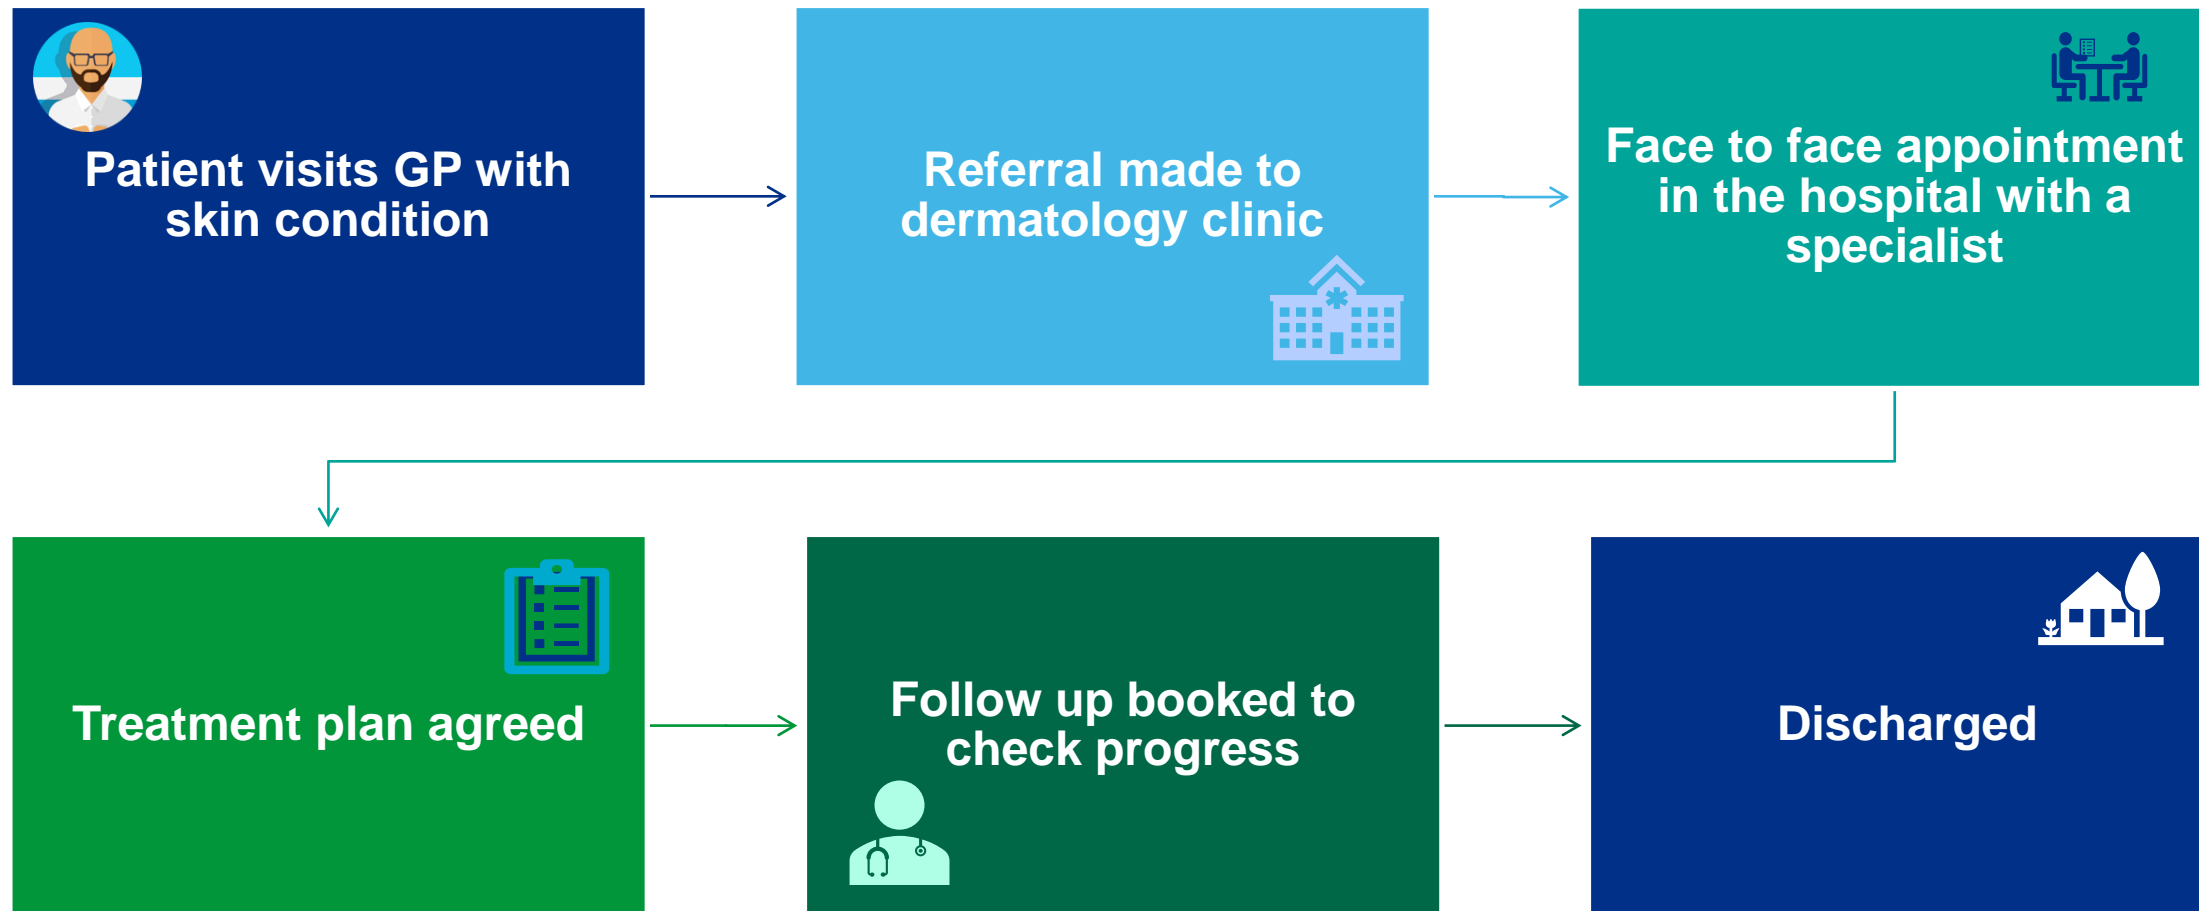 Patient visits GP with
skin condition
Referral made to
dermatology clinic
Face to face appointment
in the hospital with a
specialist
Treatment plan agreed
Follow up booked to
check progress
Discharged